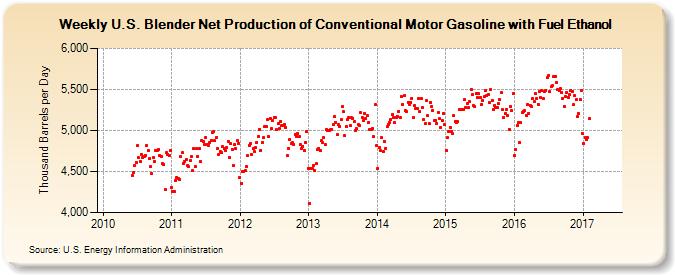 Weekly U.S. Blender Net Production of Conventional Motor Gasoline with Fuel Ethanol
Thousand Barrels per Day
6,000
5,500
5,000
4,500
4,000
2010 2011 2012 2013 2014 2015 2016 2017
Source: U.S. Energy Information Administration